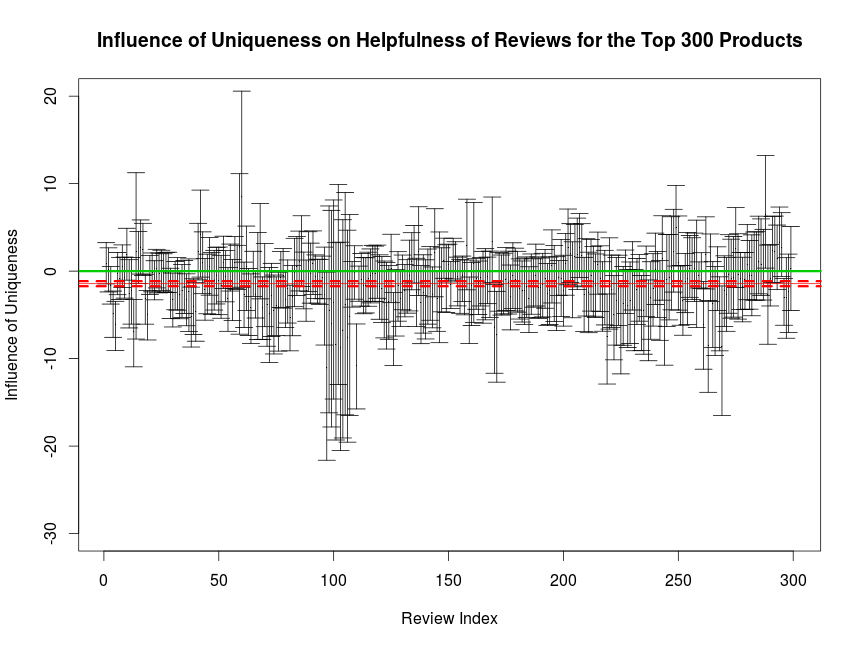 Influence of Uniqueness on Helpfulness of Reviews for the Top 300 Products
Influence of Uniqueness
20
10
0
-10
-20
-30
0 50 100 150 200 250 300
Review Index